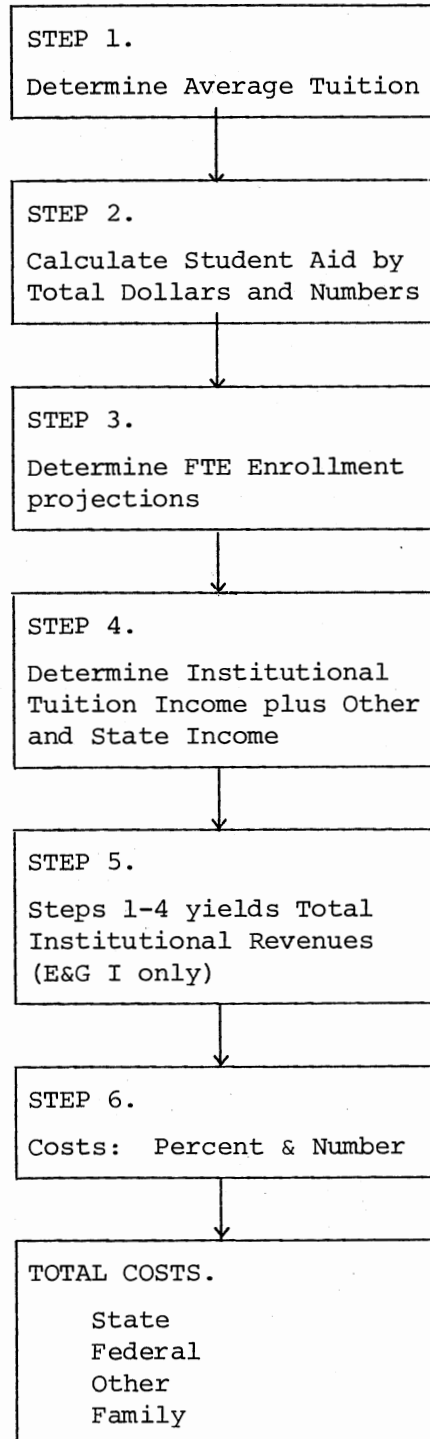 STEP 1.
Determine Average Tuition
STEP 2.
Calculate Student Aid by
Total Dollars and Numbers
STEP 3.
Determine FTE Enrollment
projections
STEP 4.
Determine Institutional
Tuition Income plus Other
and State Income
STEP 5.
Steps 1-4 yields Total
Institutional Revenues
(E&G I only)
STEP 6.
Costs:  Percent & Number
TOTAL COSTS.
State
Federal
Other
Family